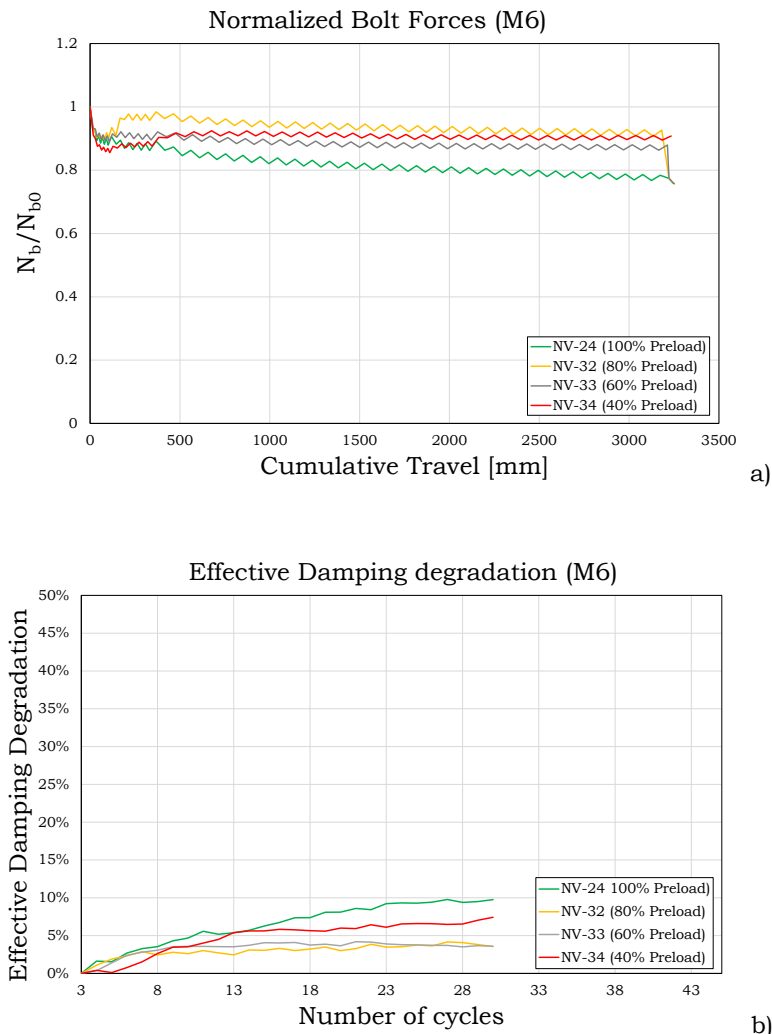 Normalized Bolt Forces (M6)
1.2
1
0.8
0.6
0.4
0.2
0
N_b/N_b0
NV-24 (100% Preload)
NV-32 (80% Preload)
NV-33 (60% Preload)
NV-34 (40% Preload)
0 500 1000 1500 2000 2500 3000 3500
Cumulative Travel [mm]
a)
Effective Damping degradation (M6)
50%
45%
40%
35%
30%
25%
20%
15%
10%
5%
0%
Effective Damping Degradation
NV-24 100% Preload)
NV-32 (80% Preload)
NV-33 (60% Preload)
NV-34 (40% Preload)
3 8 13 18 23 28 33 38 43
Number of cycles
b)